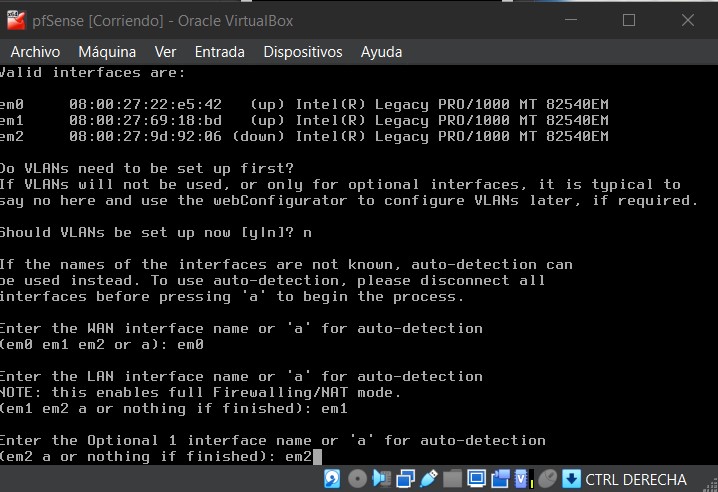 pfSense [Corriendo] - Oracle VirtualBox
Archivo Máquina Ver Entrada Dispositivos Ayuda
Valid interfaces are:
em0 08:00:27:22:e5:42 (up) Intel(R) Legacy PRO/1000 MT 82540EM
em1 08:00:27:69:18:bd (up) Intel(R) Legacy PRO/1000 MT 82540EM
em2 08:00:27:9d:92:06 (down) Intel(R) Legacy PRO/1000 MT 82540EM
Do VLANs need to be set up first?
If VLANs will not be used, or only for optional interfaces, it is typical to
say no here and use the webConfigurator to configure VLANs later, if required.
Should VLANs be set up now [y|n]? n
If the names of the interfaces are not known, auto-detection can
be used instead. To use auto-detection, please disconnect all
interfaces before pressing 'a' to begin the process.
Enter the WAN interface name or 'a' for auto-detection
(em0 em1 em2 or a): em0
Enter the LAN interface name or 'a' for auto-detection
NOTE: this enables full Firewalling/NAT mode.
(em1 em2 a or nothing if finished): em1
Enter the Optional 1 interface name or 'a' for auto-detection
(em2 a or nothing if finished): em2
CTRL DERECHA